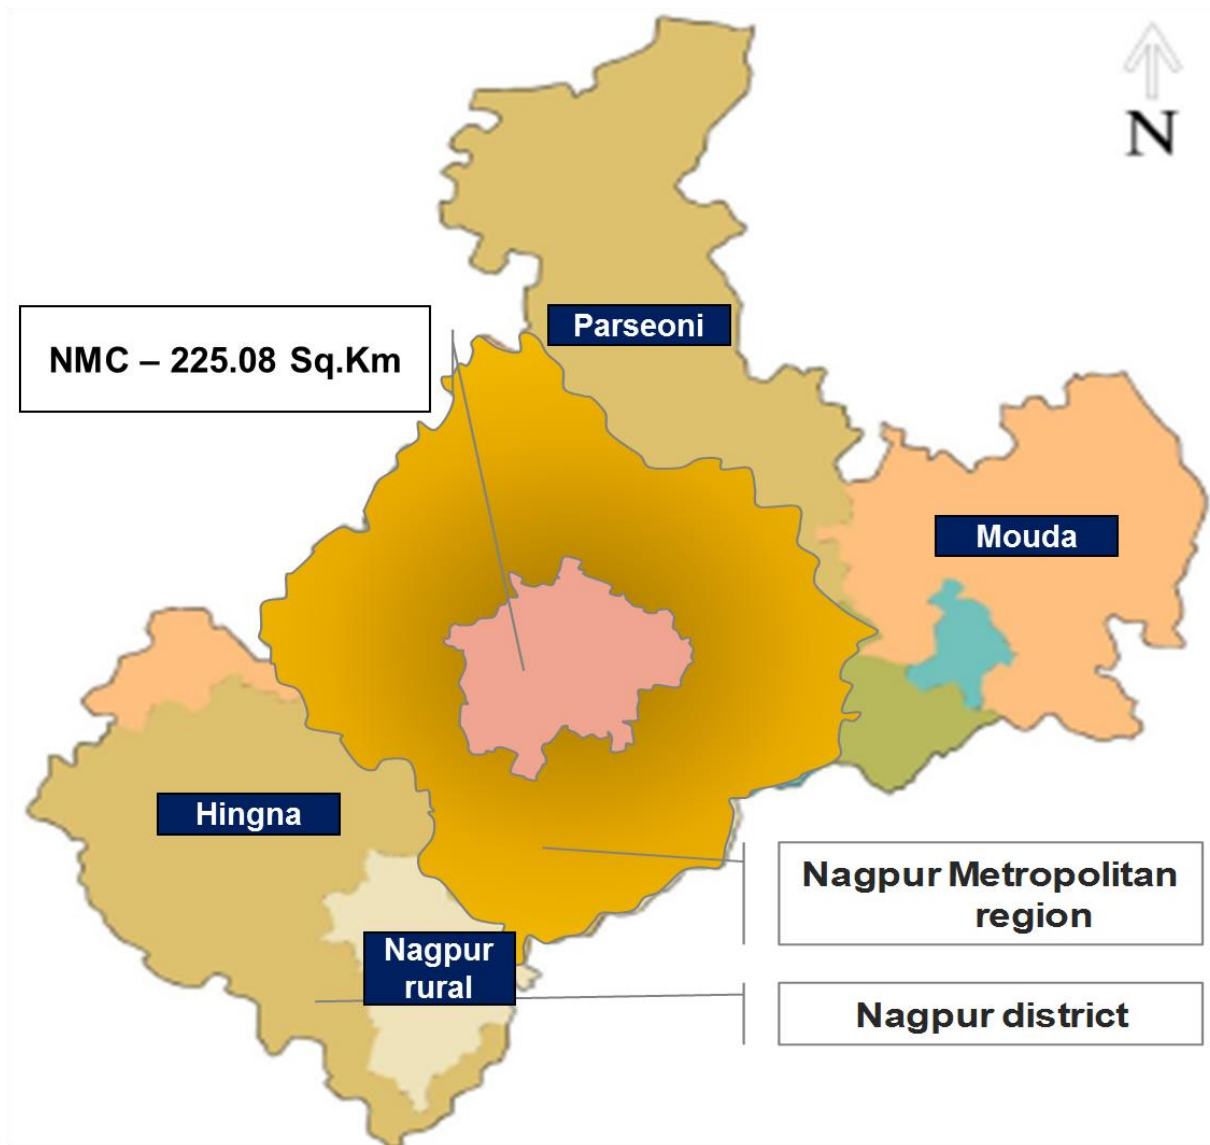 N
Parseoni
NMC – 225.08 Sq.Km
Mouda
Hingna
Nagpur Metropolitan
region
Nagpur
rural
Nagpur district